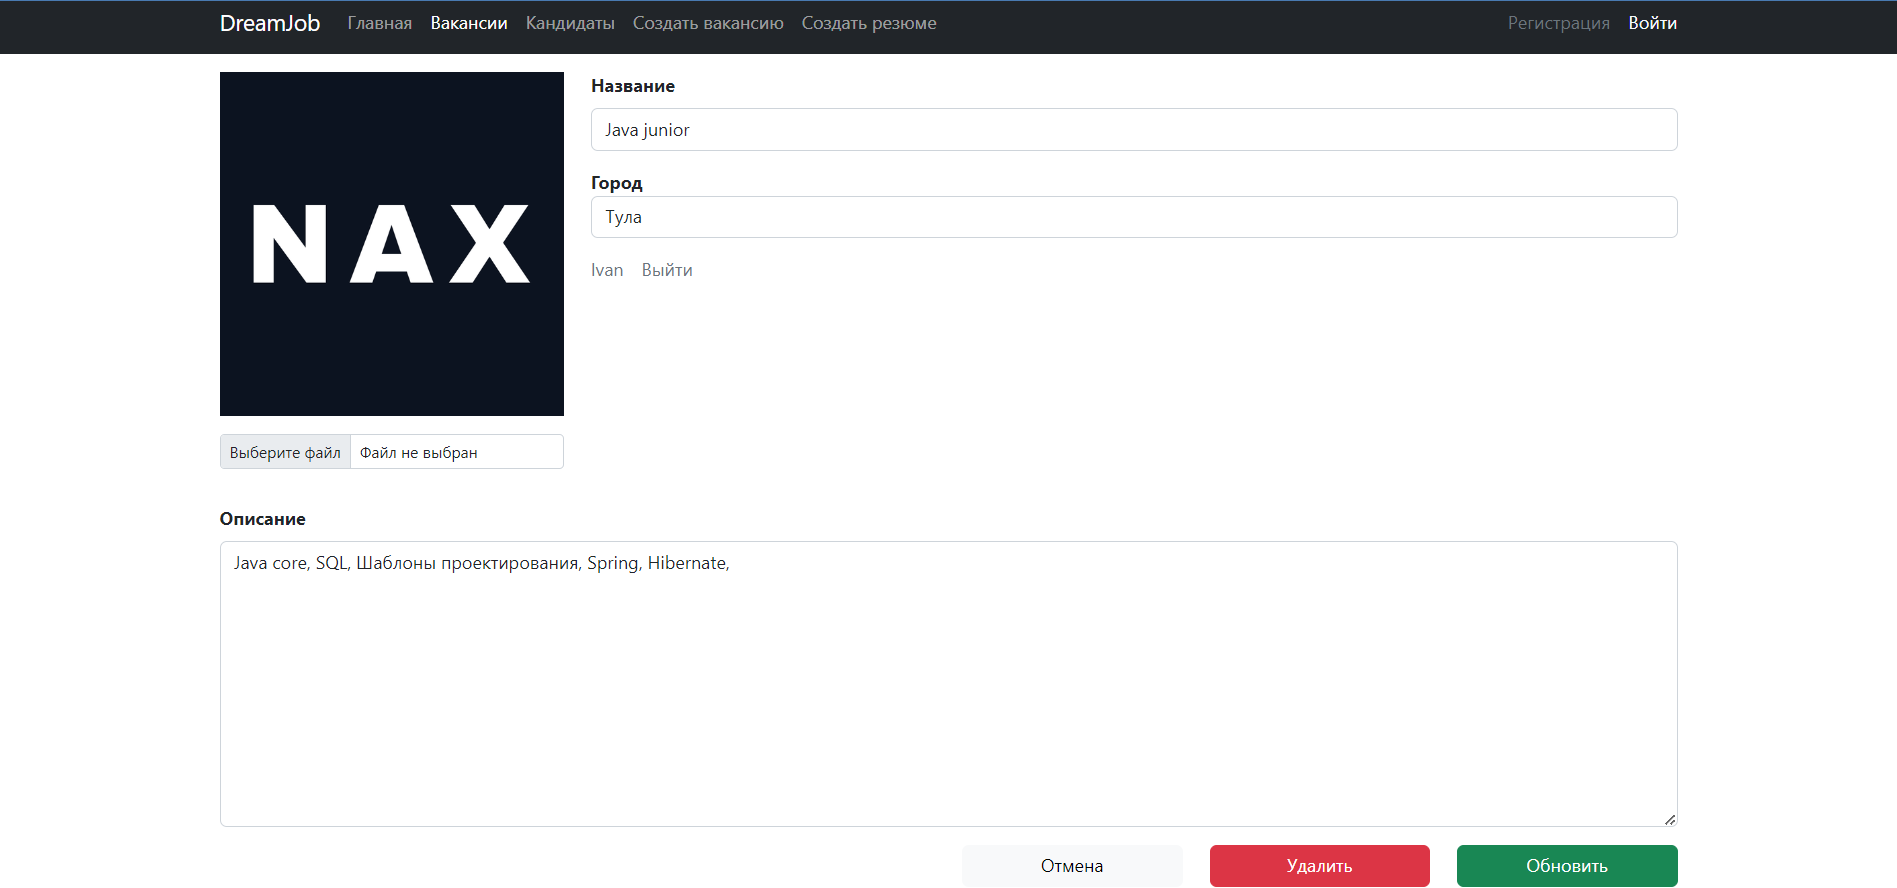 DreamJob Главная Вакансии Кандидаты Создать вакансию Создать резюме Регистрация Войти
NAX
Название
Java junior
Город
Тула
Ivan Выйти
Выберите файл Файл не выбран
Описание
Java core, SQL, Шаблоны проектирования, Spring, Hibernate,
Отмена Удалить Обновить